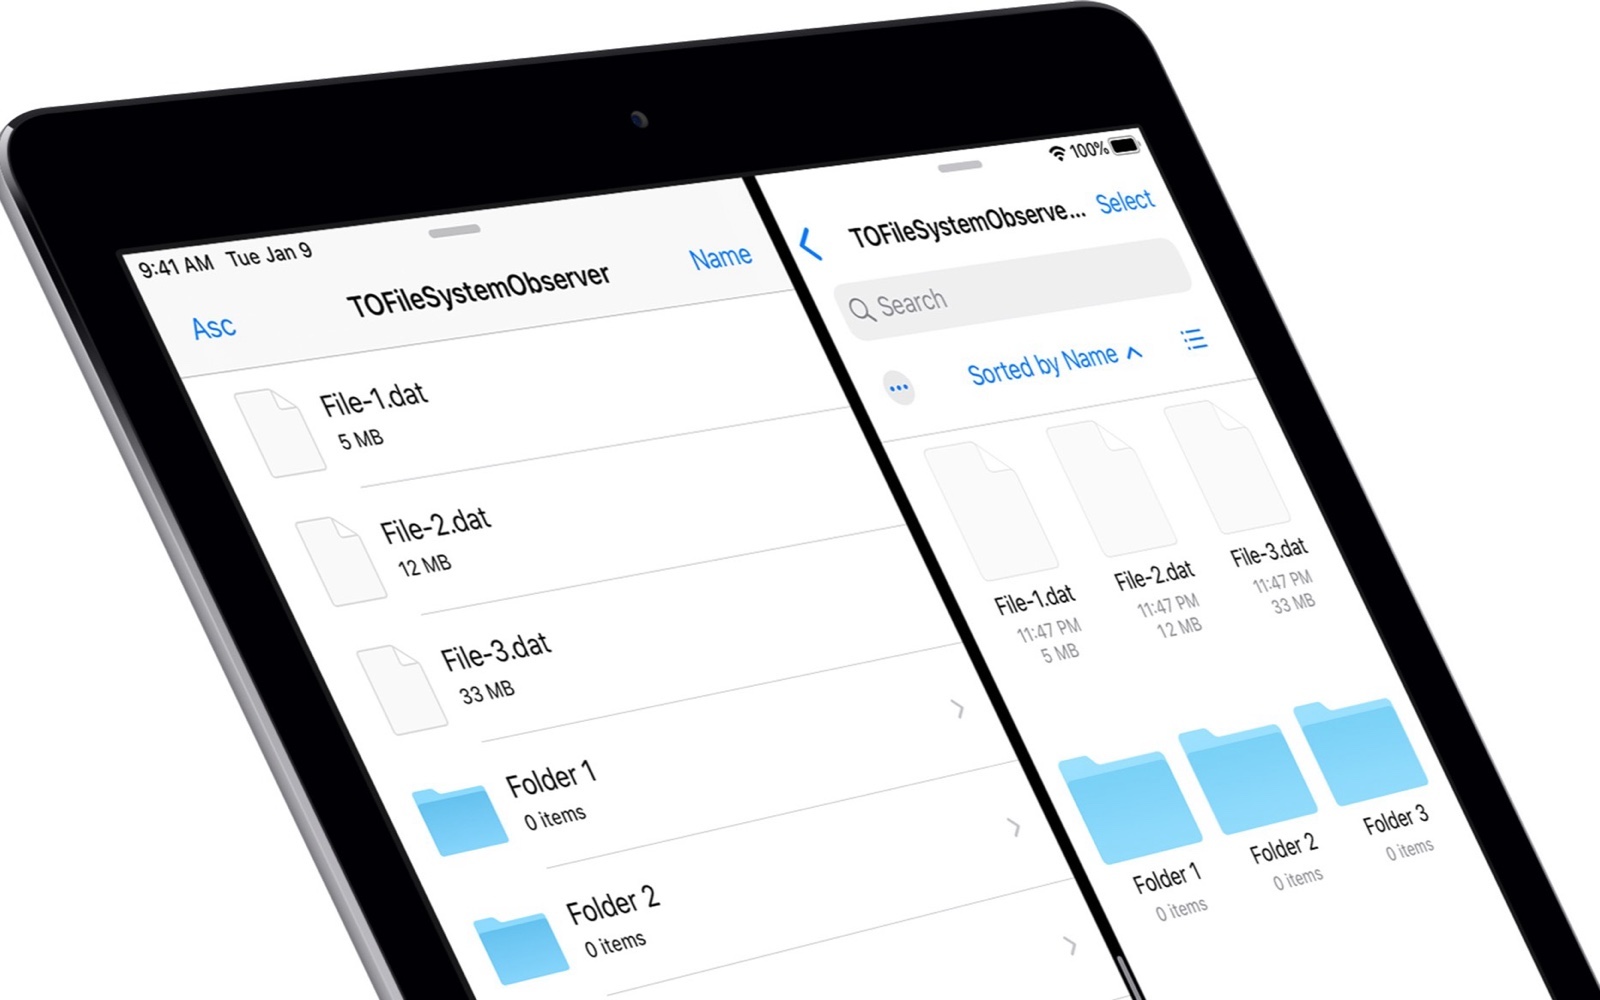 9:41 AM Tue Jan 9
Asc
TOFileSystemObserver
Name
File-1.dat
5 MB
File-2.dat
12 MB
File-3.dat
33 MB
Folder 1
0 items
Folder 2
0 items
100%
TOFileSystemObserve...
Select
Search
Sorted by Name
File-1.dat
11:47 PM
5 MB
File-2.dat
11:47 PM
12 MB
File-3.dat
11:47 PM
33 MB
Folder 1
0 items
Folder 2
0 items
Folder 3
0 items